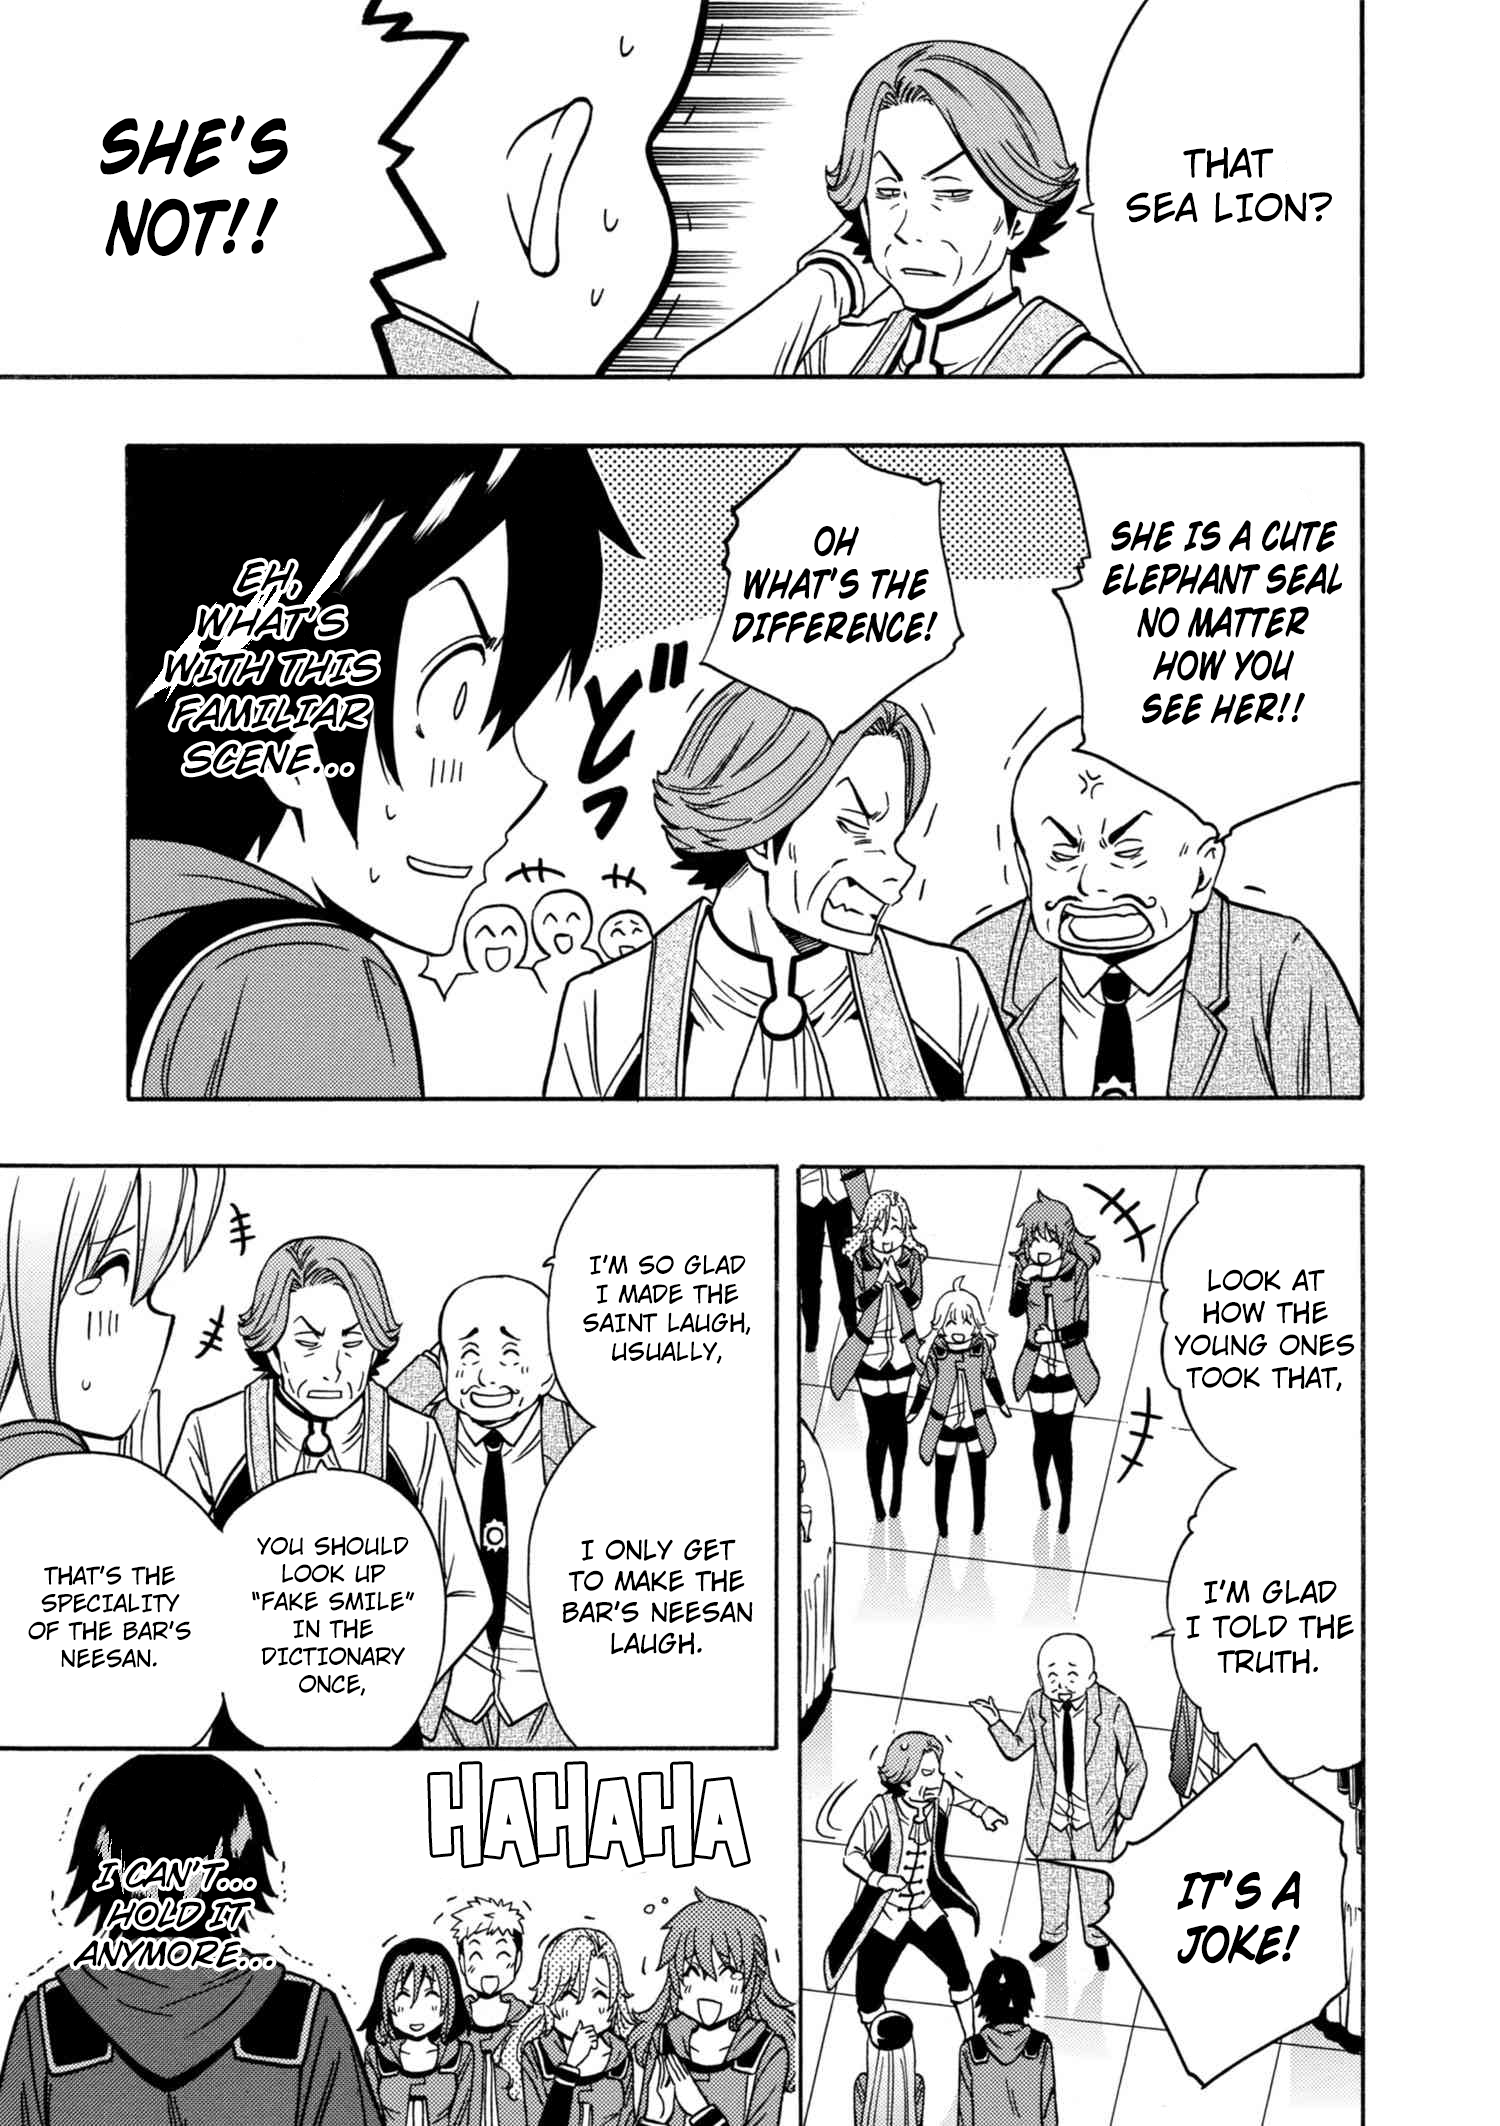 THAT
SEA LION?
SHE'S
NOT!!
SHE IS A CUTE
ELEPHANT SEAL
NO MATTER
HOW YOU
SEE HER!!
OH
WHAT'S THE
DIFFERENCE!
ドッ
EH,
WHAT'S
WITH THIS
FAMILIAR
SCENE...
LOOK AT
HOW THE
YOUNG ONES
TOOK THAT,
I'M GLAD
I TOLD THE
TRUTH.
IT'S A
JOKE!
I'M SO GLAD
I MADE THE
SAINT LAUGH,
USUALLY,
I ONLY GET
TO MAKE THE
BAR'S NEESAN
LAUGH.
YOU SHOULD
LOOK UP
"FAKE SMILE"
IN THE
DICTIONARY
ONCE,
THAT'S THE
SPECIALITY
OF THE BAR'S
NEESAN.
HAHAHA
I CAN'T...
HOLD IT
ANYMORE...